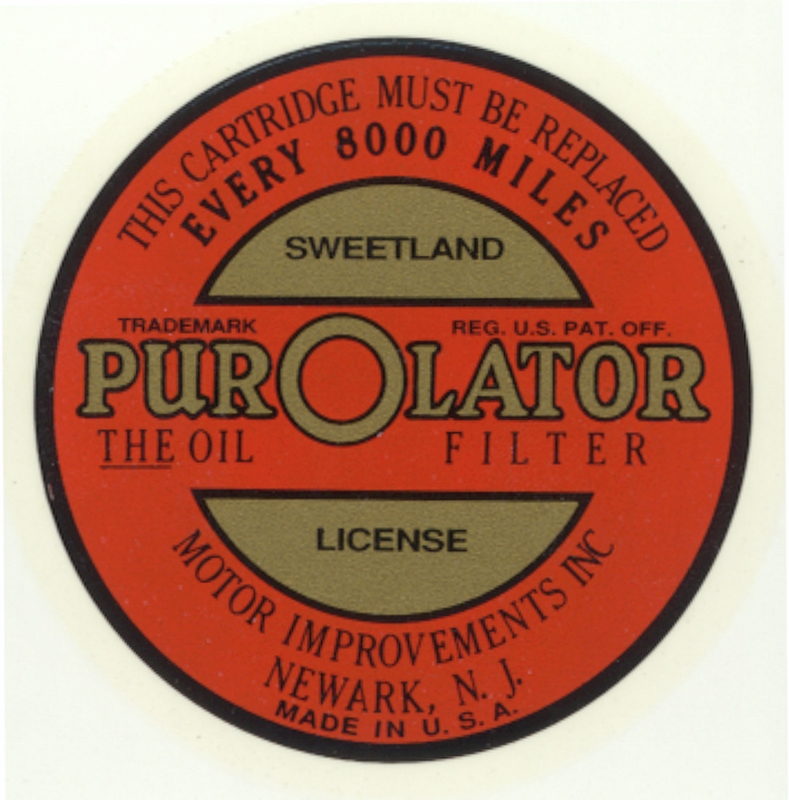 THIS CARTRIDGE MUST BE REPLACED
EVERY 8000 MILES
SWEETLAND
TRADEMARK REG. U.S. PAT. OFF.
PUROLATOR
THE OIL FILTER
LICENSE
MOTOR IMPROVEMENTS INC
NEWARK, N. J.
MADE IN U. S. A.